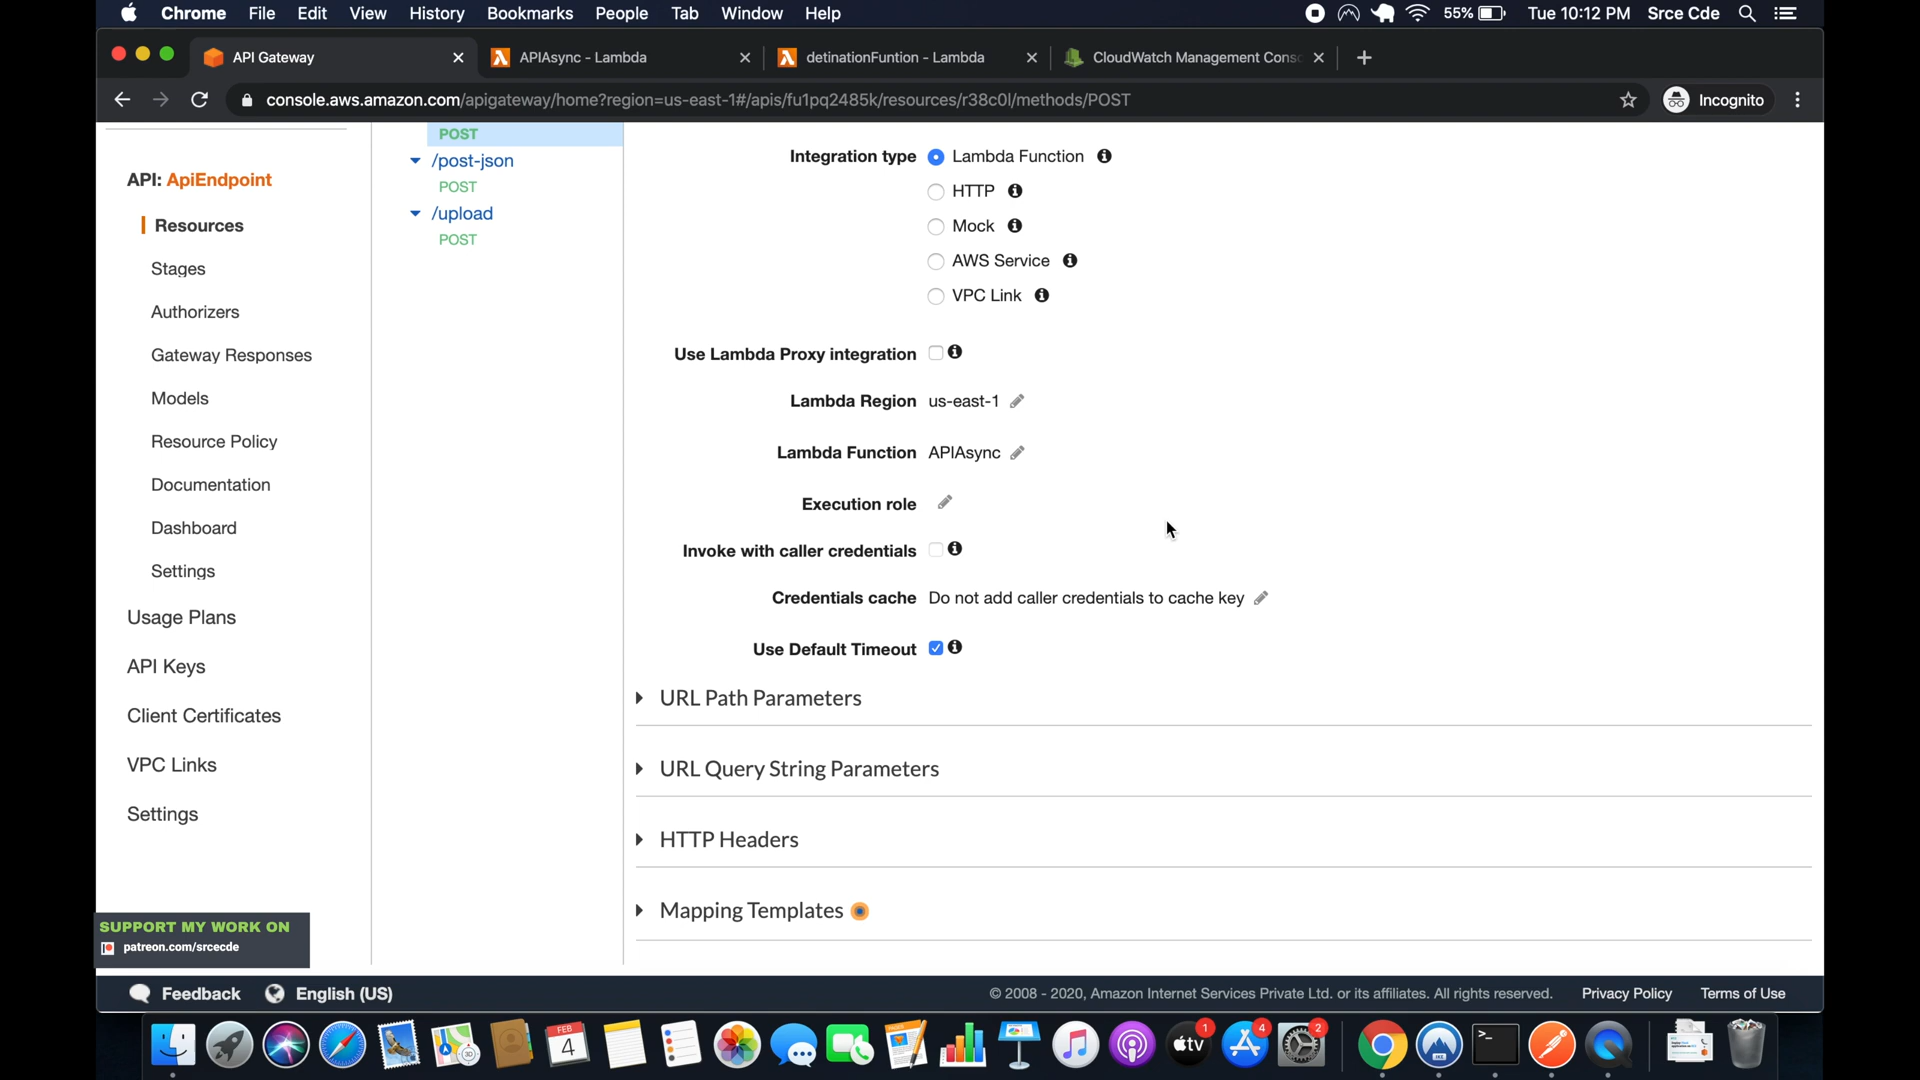 Chrome File Edit View History Bookmarks People Tab Window Help 55% Tue 10:12 PM Srce Cde
API Gateway APIAsync - Lambda detinationFuntion - Lambda CloudWatch Management Cons
console.aws.amazon.com/apigateway/home?region=us-east-1#/apis/fu1pq2485k/resources/r38c0l/methods/POST Incognito
API: ApiEndpoint
Resources
Stages
Authorizers
Gateway Responses
Models
Resource Policy
Documentation
Dashboard
Settings
Usage Plans
API Keys
Client Certificates
VPC Links
Settings
POST
/post-json
POST
/upload
POST
Integration type Lambda Function
HTTP
Mock
AWS Service
VPC Link
Use Lambda Proxy integration
Lambda Region us-east-1
Lambda Function APIAsync
Execution role
Invoke with caller credentials
Credentials cache Do not add caller credentials to cache key
Use Default Timeout
URL Path Parameters
URL Query String Parameters
HTTP Headers
Mapping Templates
SUPPORT MY WORK ON
patreon.com/srcecde
Feedback English (US) © 2008 - 2020, Amazon Internet Services Private Ltd. or its affiliates. All rights reserved. Privacy Policy Terms of Use
FEB
4
tv
1
4
2